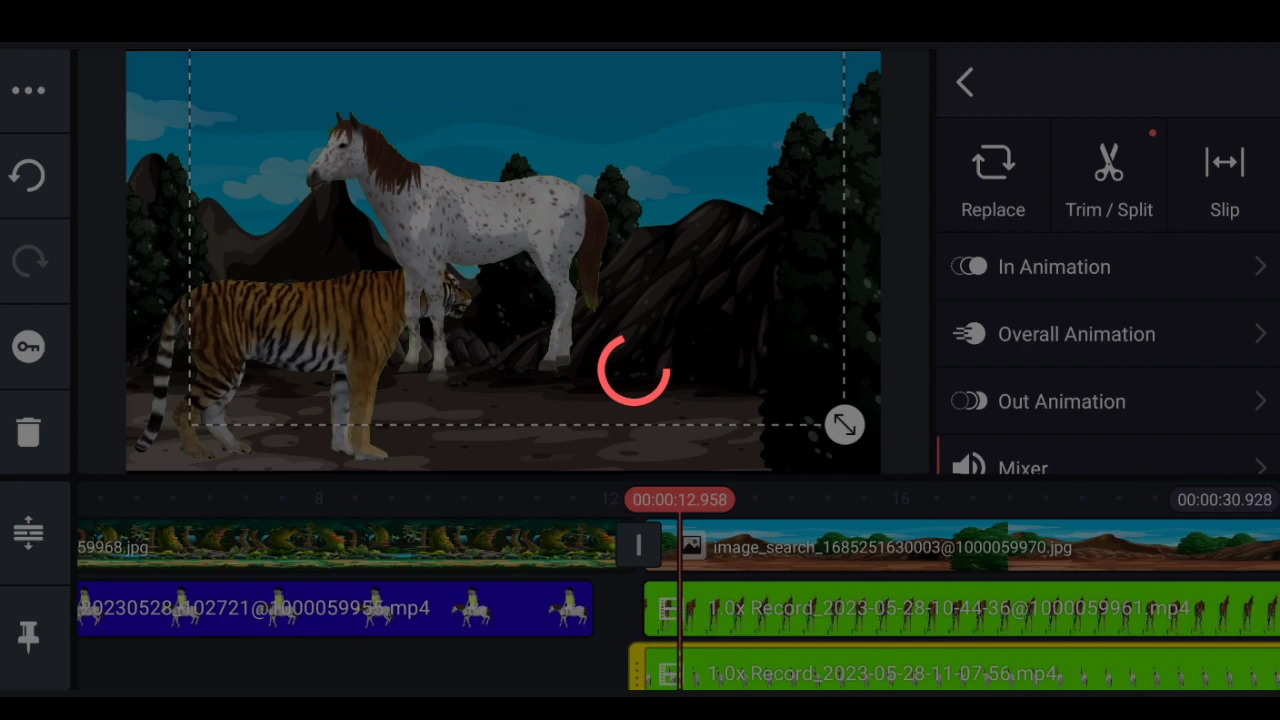 Replace
Trim / Split
Slip
In Animation
Overall Animation
Out Animation
Mixer
8
12
00:00:12.958
16
00:00:30.928
59968.jpg
image_search_1685251630003@1000059970.jpg
20230528_102721@1000059955.mp4
1.0x Record_2023-05-28-10-44-36@1000059961.mp4
1.0x Record_2023-05-28-11-07-56.mp4